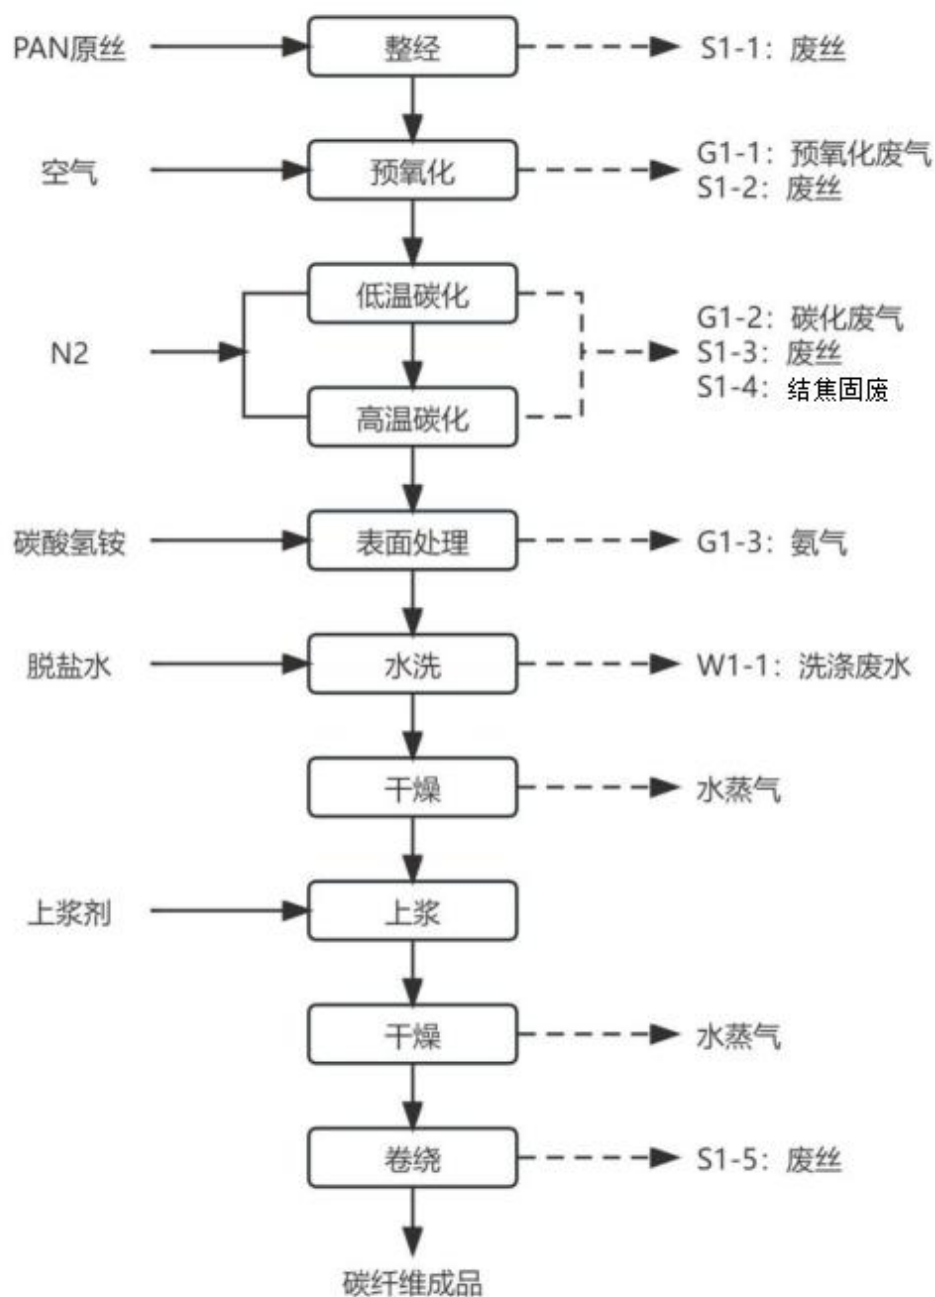 PAN原丝
整经
S1-1：废丝
空气
预氧化
G1-1：预氧化废气
S1-2：废丝
低温碳化
N2
G1-2：碳化废气
S1-3：废丝
S1-4：结焦固废
高温碳化
碳酸氢铵
表面处理
G1-3：氨气
脱盐水
水洗
W1-1：洗涤废水
干燥
水蒸气
上浆剂
上浆
干燥
水蒸气
卷绕
S1-5：废丝
碳纤维成品